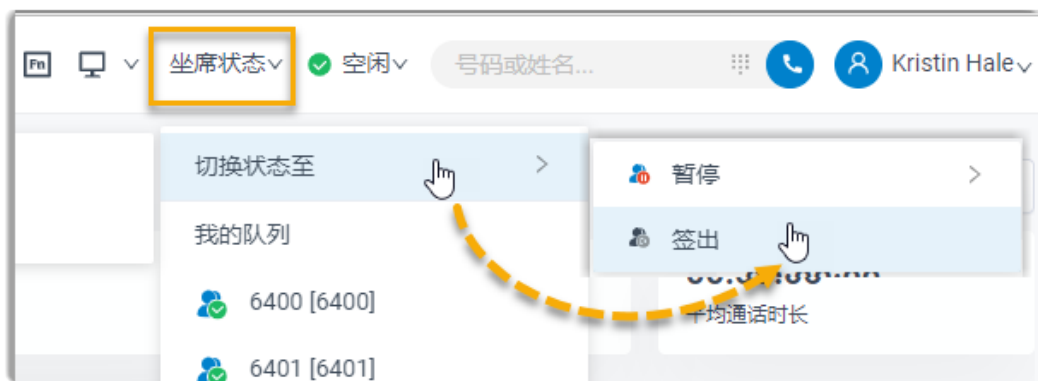 Fn 坐席状态 空闲 号码或姓名... Kristin Hale
切换状态至
暂停
我的队列
签出
6400 [6400]
平均通话时长
6401 [6401]